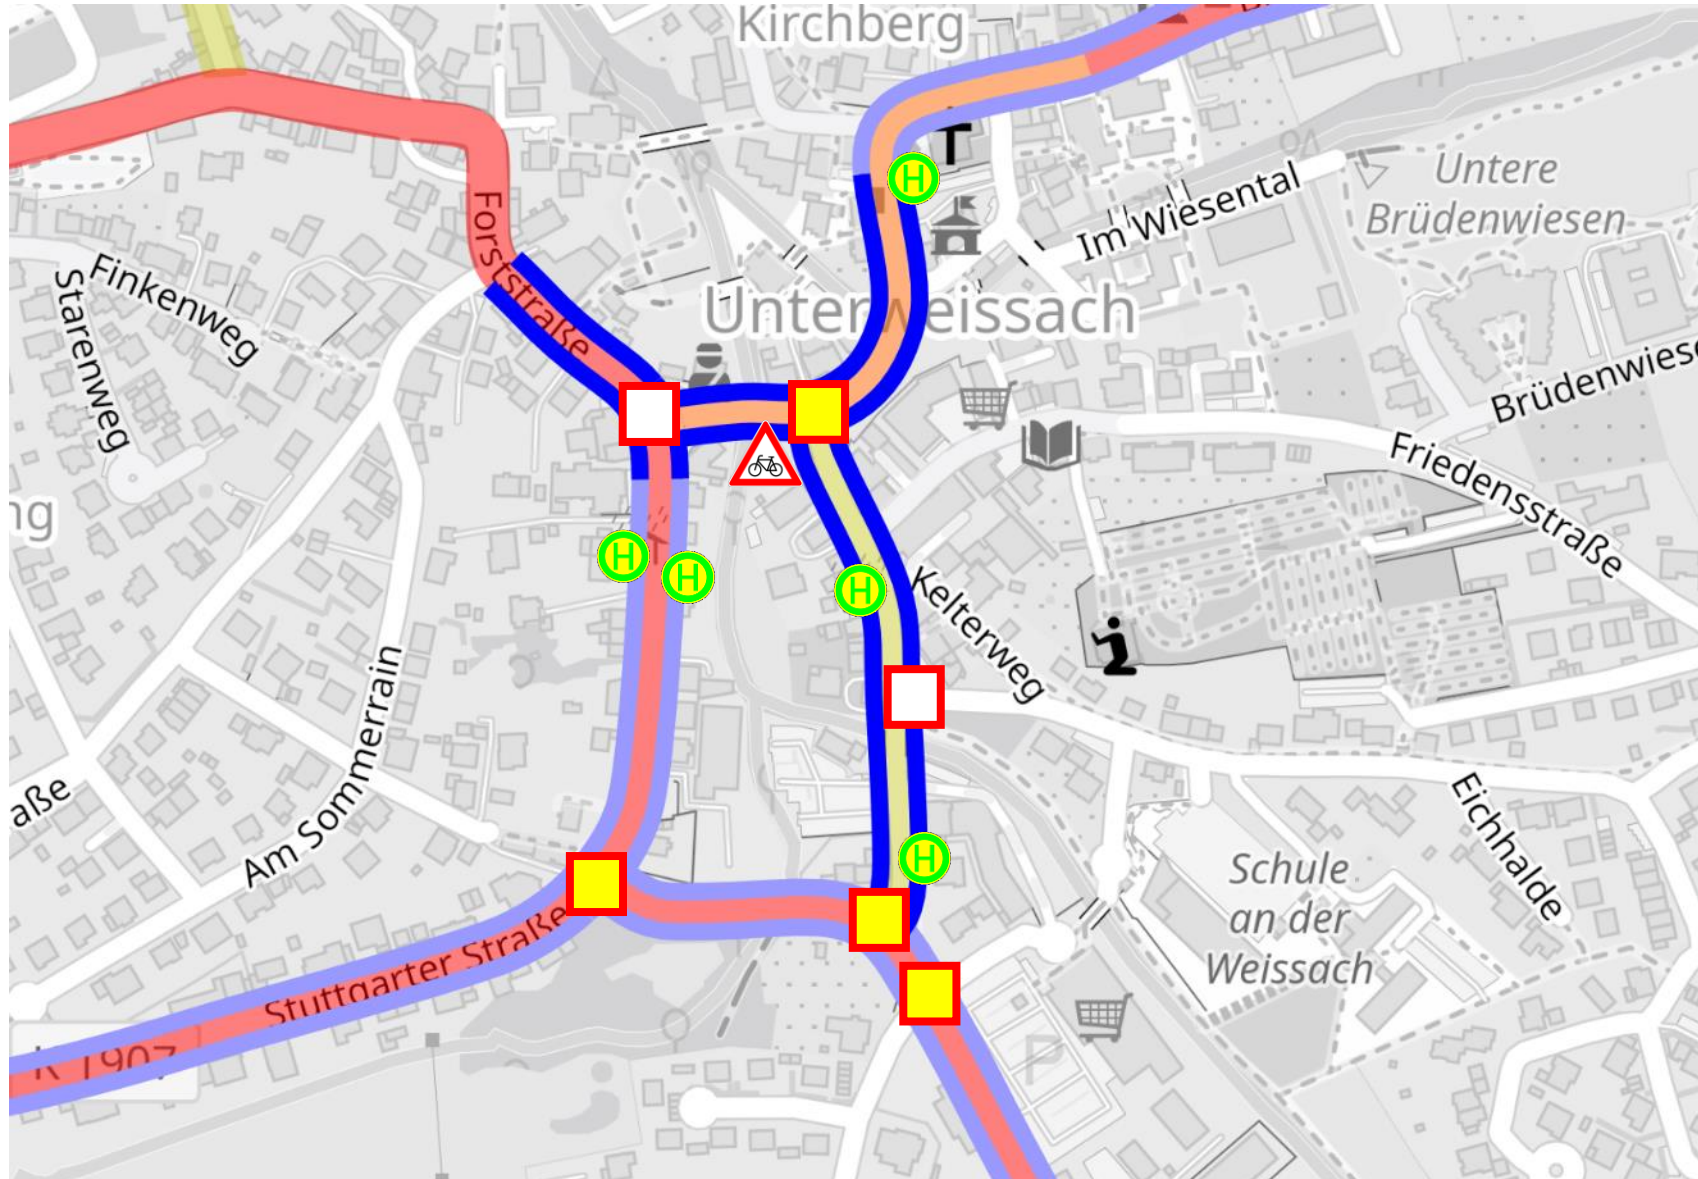 Kirchberg
Untere
Brüdenwiesen
Im Wiesental
Forststraße
Finkenweg
Starenweg
Unterweissach
Brüdenwiese
Friedensstraße
ng
H
H
H
H
H
Kelterweg
Am Sommerrain
aße
Eichhalde
Schule
an der
Weissach
Stuttgarter Straße
K 1907
P